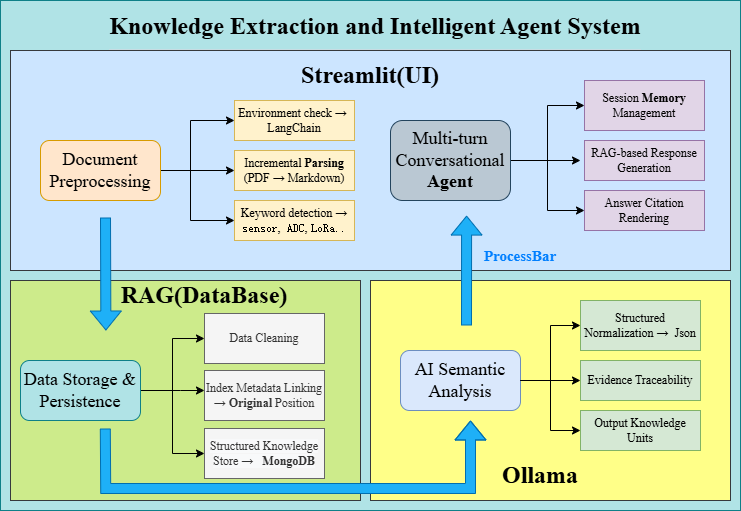 Knowledge Extraction and Intelligent Agent System
Streamlit(UI)
Document
Preprocessing
Environment check →
LangChain
Incremental Parsing
(PDF → Markdown)
Keyword detection →
sensor, ADC, LoRa..
Multi-turn
Conversational
Agent
Session Memory
Management
RAG-based Response
Generation
Answer Citation
Rendering
ProcessBar
RAG(DataBase)
Data Storage &
Persistence
Data Cleaning
Index Metadata Linking
→ Original Position
Structured Knowledge
Store → MongoDB
AI Semantic
Analysis
Structured
Normalization → Json
Evidence Traceability
Output Knowledge
Units
Ollama